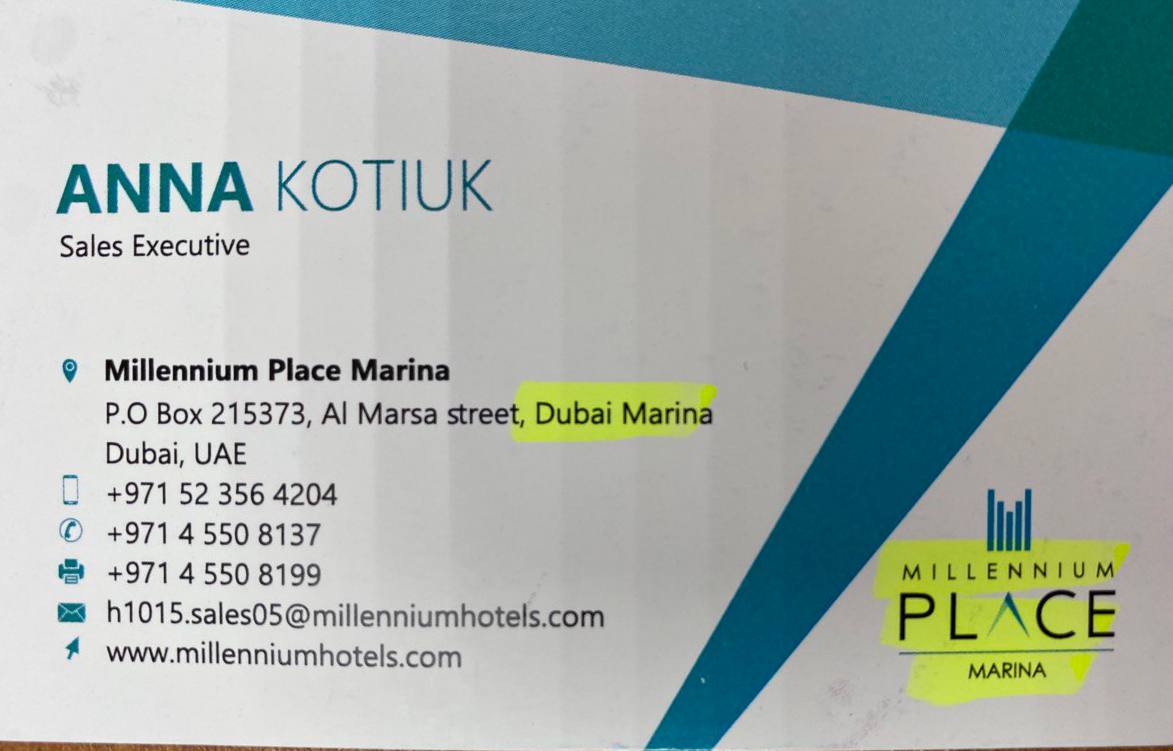 ANNA KOTIUK
Sales Executive
Millennium Place Marina
P.O Box 215373, Al Marsa street, Dubai Marina
Dubai, UAE
+971 52 356 4204
+971 4 550 8137
+971 4 550 8199
h1015.sales05@millenniumhotels.com
www.millenniumhotels.com
MILLENNIUM
PLACE
MARINA